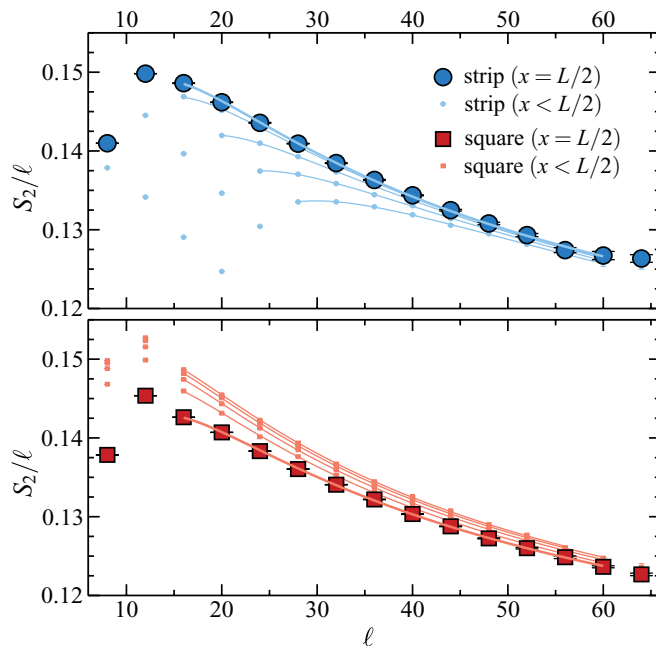 10 20 30 40 50 60
0.15
0.14
0.13
0.12
S₂/ℓ
strip (x = L/2)
strip (x < L/2)
square (x = L/2)
square (x < L/2)
0.15
0.14
0.13
0.12
S₂/ℓ
10 20 30 40 50 60
ℓ